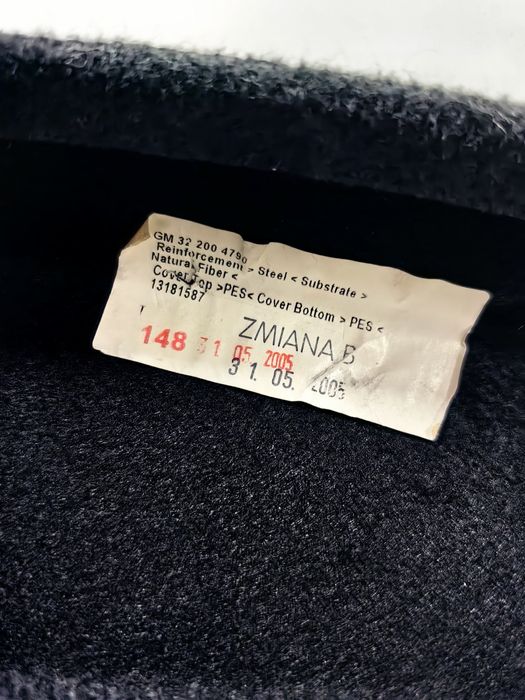 GM 32 200 4790
Reinforcement > Steel < Substrate >
Natural Fiber <
Cover Top >PES< Cover Bottom > PES <
13181587
ZMIANA B
148 31 05 2005
31. 05. 2005